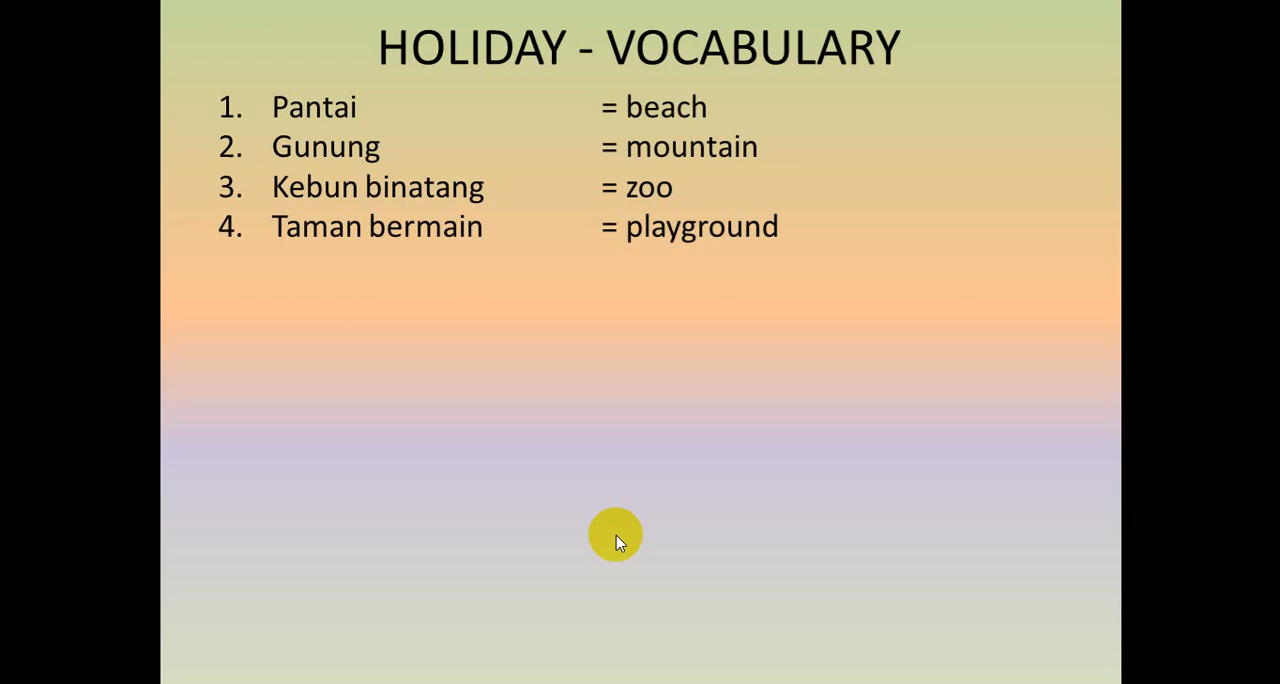 HOLIDAY - VOCABULARY
1. Pantai = beach
2. Gunung = mountain
3. Kebun binatang = zoo
4. Taman bermain = playground